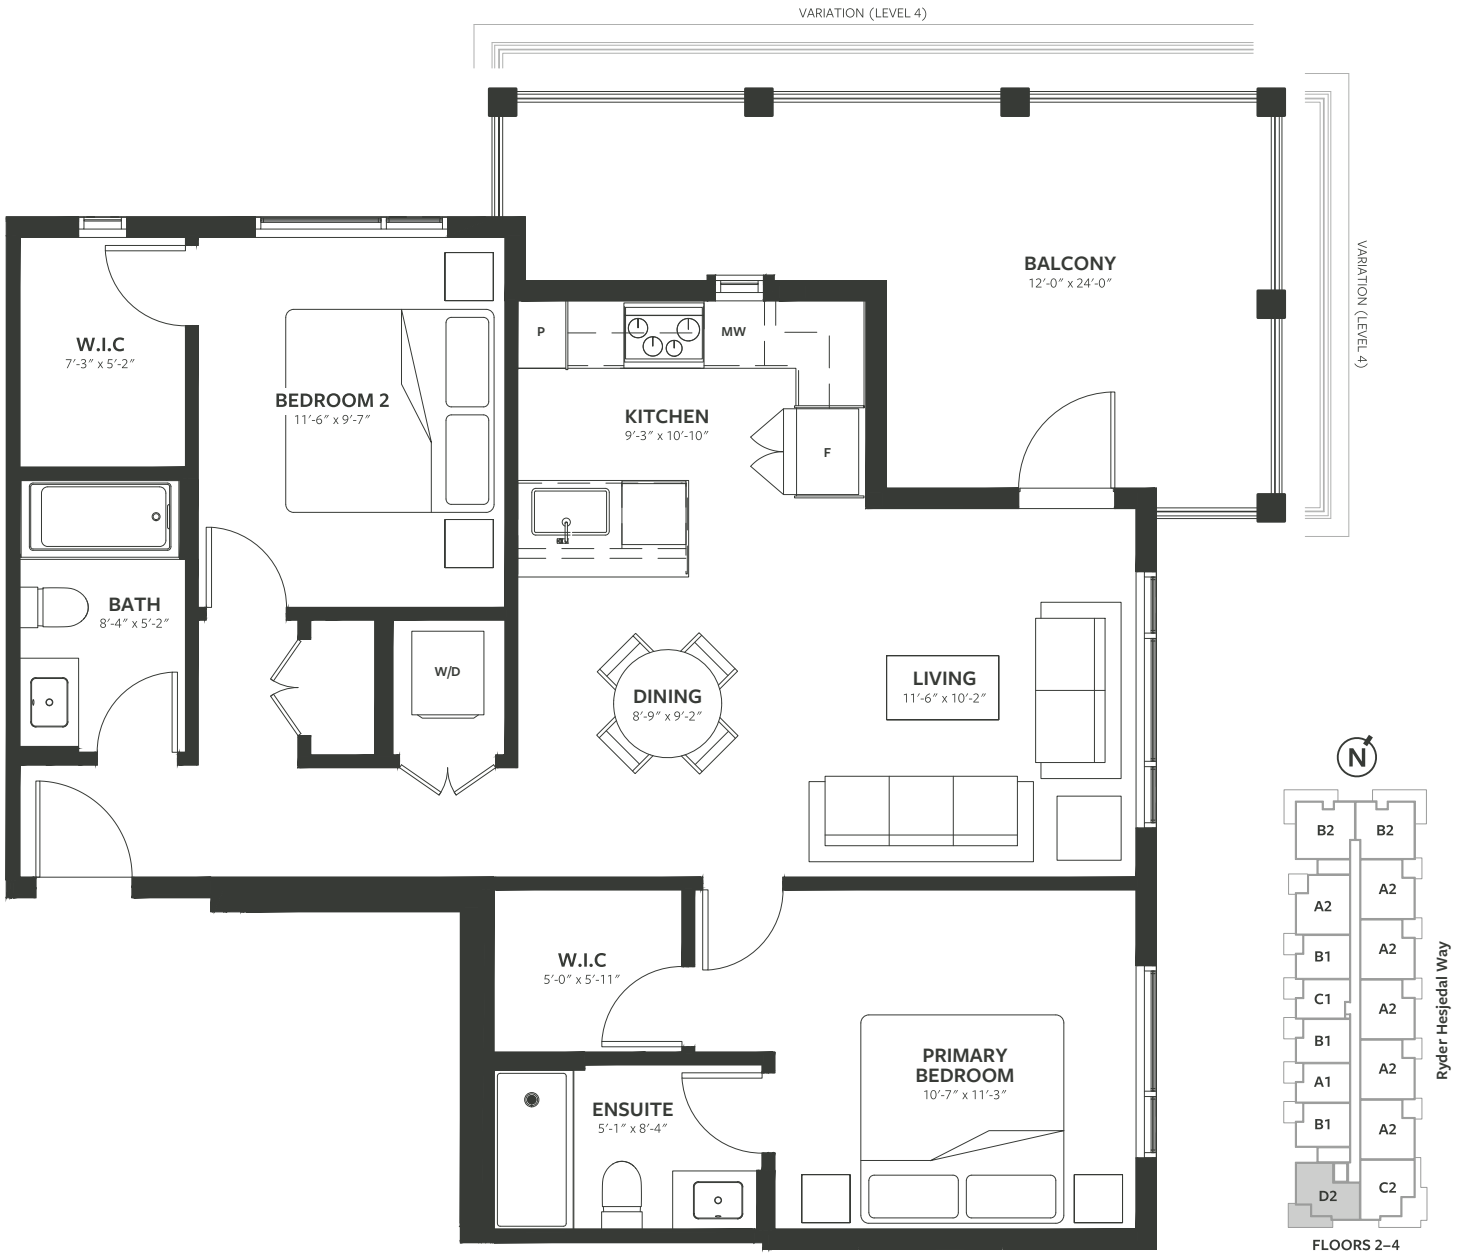 VARIATION (LEVEL 4)
BALCONY
12′-0″ x 24′-0″
VARIATION (LEVEL 4)
W.I.C
7′-3″ x 5′-2″
BEDROOM 2
11′-6″ x 9′-7″
P
MW
KITCHEN
9′-3″ x 10′-10″
F
BATH
8′-4″ x 5′-2″
W/D
DINING
8′-9″ x 9′-2″
LIVING
11′-6″ x 10′-2″
W.I.C
5′-0″ x 5′-11″
PRIMARY
BEDROOM
10′-7″ x 11′-3″
ENSUITE
5′-1″ x 8′-4″
N
B2
B2
A2
A2
B1
A2
C1
A2
B1
A2
A1
B1
A2
D2
C2
Ryder Hesjedal Way
FLOORS 2–4